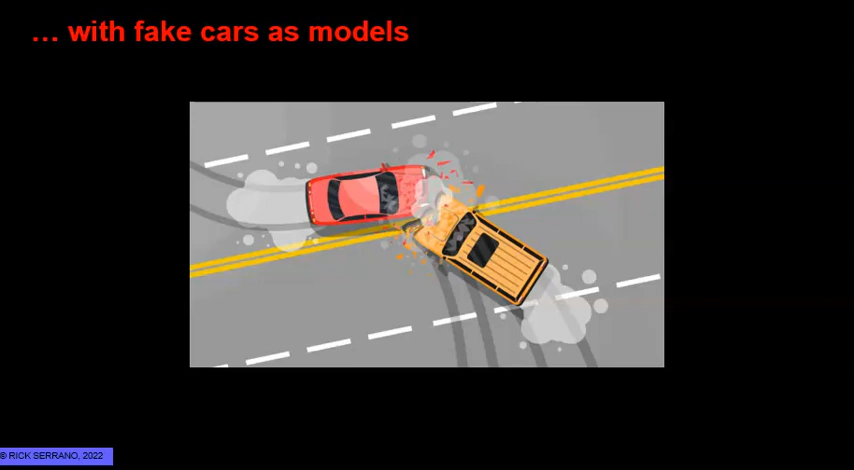 … with fake cars as models
© RICK SERRANO, 2022